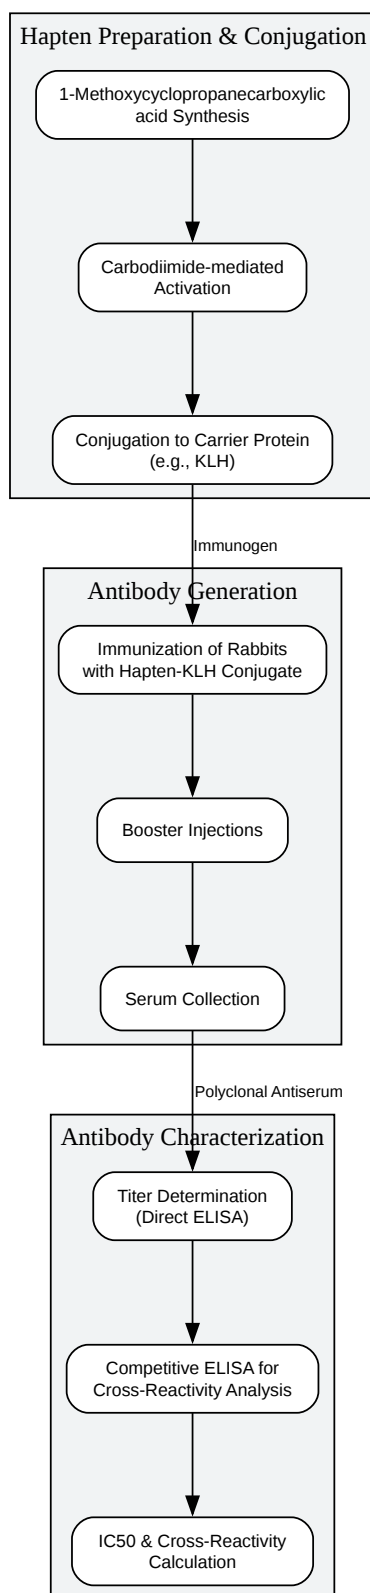 Hapten Preparation & Conjugation
1-Methoxycyclopropanecarboxylic
acid Synthesis
Carbodiimide-mediated
Activation
Conjugation to Carrier Protein
(e.g., KLH)
Immunogen
Antibody Generation
Immunization of Rabbits
with Hapten-KLH Conjugate
Booster Injections
Serum Collection
Polyclonal Antiserum
Antibody Characterization
Titer Determination
(Direct ELISA)
Competitive ELISA for
Cross-Reactivity Analysis
IC50 & Cross-Reactivity
Calculation